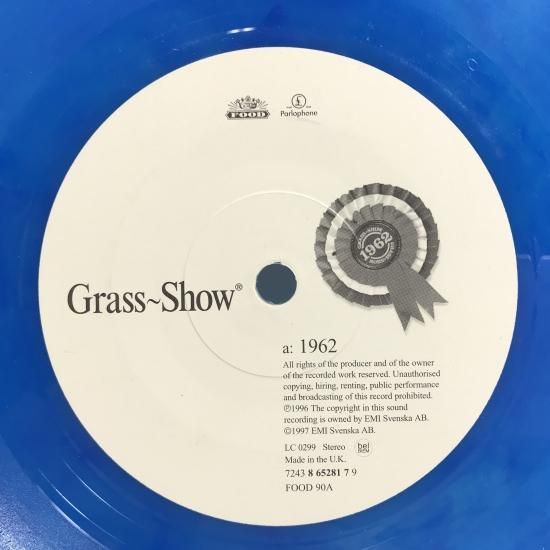 FOOD
Parlophone
GRASS~SHOW
1962
Grass~Show®
a: 1962
All rights of the producer and of the owner
of the recorded work reserved. Unauthorised
copying, hiring, renting, public performance
and broadcasting of this record prohibited.
℗1996 The copyright in this sound
recording is owned by EMI Svenska AB.
©1997 EMI Svenska AB.
LC 0299 Stereo bel
Made in the U.K.
7243 8 65281 7 9
FOOD 90A